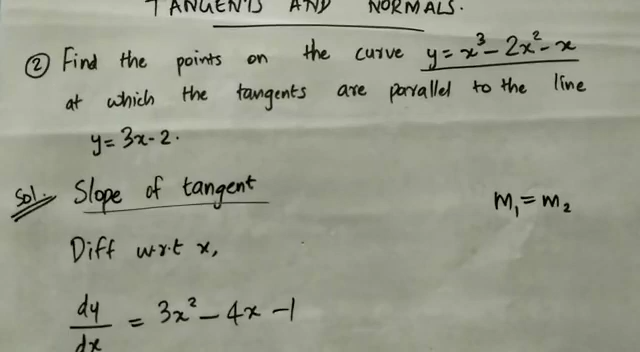 TANGENTS AND NORMALS.
② Find the points on the curve y = x³ - 2x² - x
at which the tangents are parallel to the line
y = 3x - 2.
Sol. Slope of tangent
m₁ = m₂
Diff w.r.t x,
dy/dx = 3x² - 4x - 1